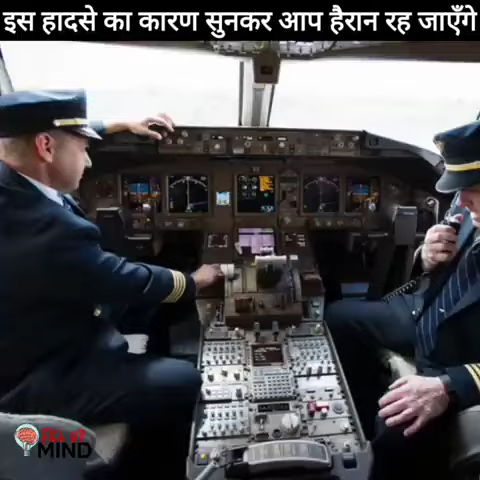 इस हादसे का कारण सुनकर आप हैरान रह जाएँगे
MIND